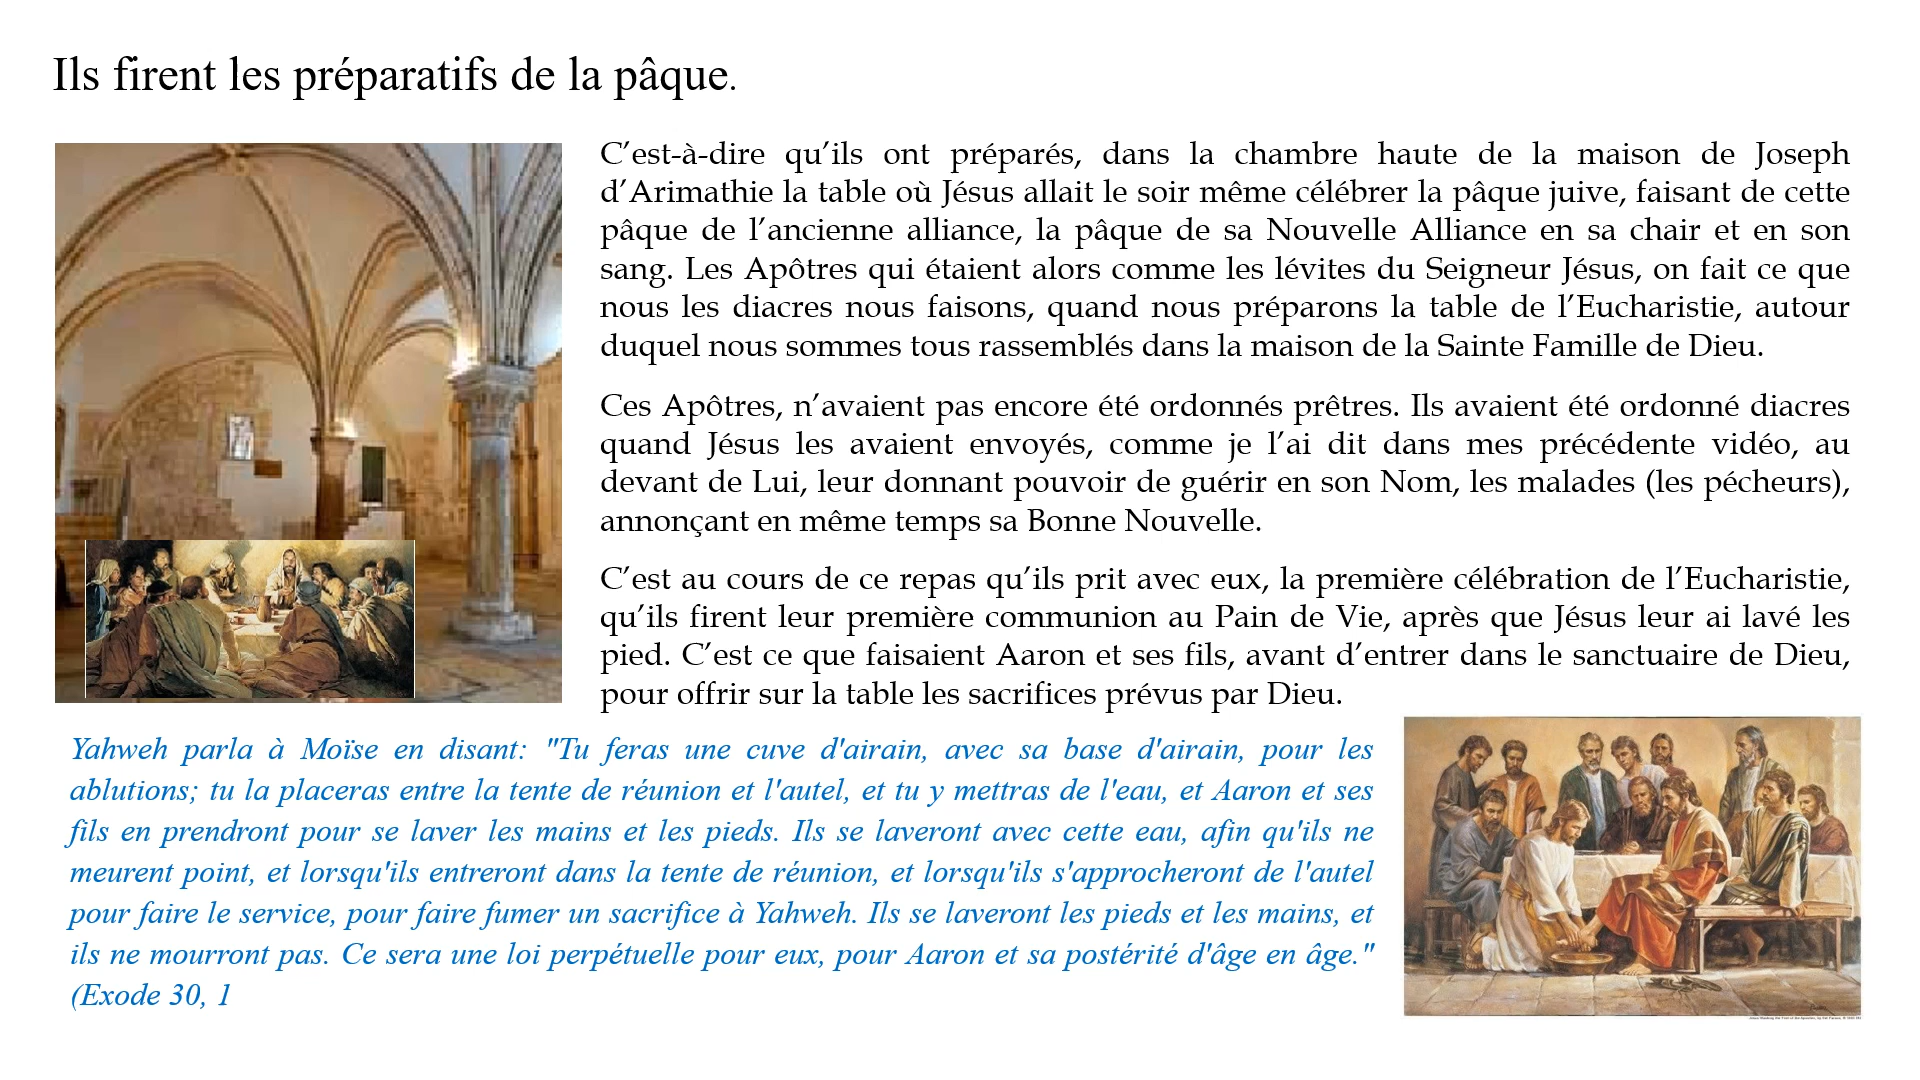 Ils firent les préparatifs de la pâque.
C’est-à-dire qu’ils ont préparés, dans la chambre haute de la maison de Joseph
d’Arimathie la table où Jésus allait le soir même célébrer la pâque juive, faisant de cette
pâque de l’ancienne alliance, la pâque de sa Nouvelle Alliance en sa chair et en son
sang. Les Apôtres qui étaient alors comme les lévites du Seigneur Jésus, on fait ce que
nous les diacres nous faisons, quand nous préparons la table de l’Eucharistie, autour
duquel nous sommes tous rassemblés dans la maison de la Sainte Famille de Dieu.
Ces Apôtres, n’avaient pas encore été ordonnés prêtres. Ils avaient été ordonné diacres
quand Jésus les avaient envoyés, comme je l’ai dit dans mes précédente vidéo, au
devant de Lui, leur donnant pouvoir de guérir en son Nom, les malades (les pécheurs),
annonçant en même temps sa Bonne Nouvelle.
C’est au cours de ce repas qu’ils prit avec eux, la première célébration de l’Eucharistie,
qu’ils firent leur première communion au Pain de Vie, après que Jésus leur ai lavé les
pied. C’est ce que faisaient Aaron et ses fils, avant d’entrer dans le sanctuaire de Dieu,
pour offrir sur la table les sacrifices prévus par Dieu.
Yahweh parla à Moïse en disant: "Tu feras une cuve d'airain, avec sa base d'airain, pour les
ablutions; tu la placeras entre la tente de réunion et l'autel, et tu y mettras de l'eau, et Aaron et ses
fils en prendront pour se laver les mains et les pieds. Ils se laveront avec cette eau, afin qu'ils ne
meurent point, et lorsqu'ils entreront dans la tente de réunion, et lorsqu'ils s'approcheront de l'autel
pour faire le service, pour faire fumer un sacrifice à Yahweh. Ils se laveront les pieds et les mains, et
ils ne mourront pas. Ce sera une loi perpétuelle pour eux, pour Aaron et sa postérité d'âge en âge."
(Exode 30, 1